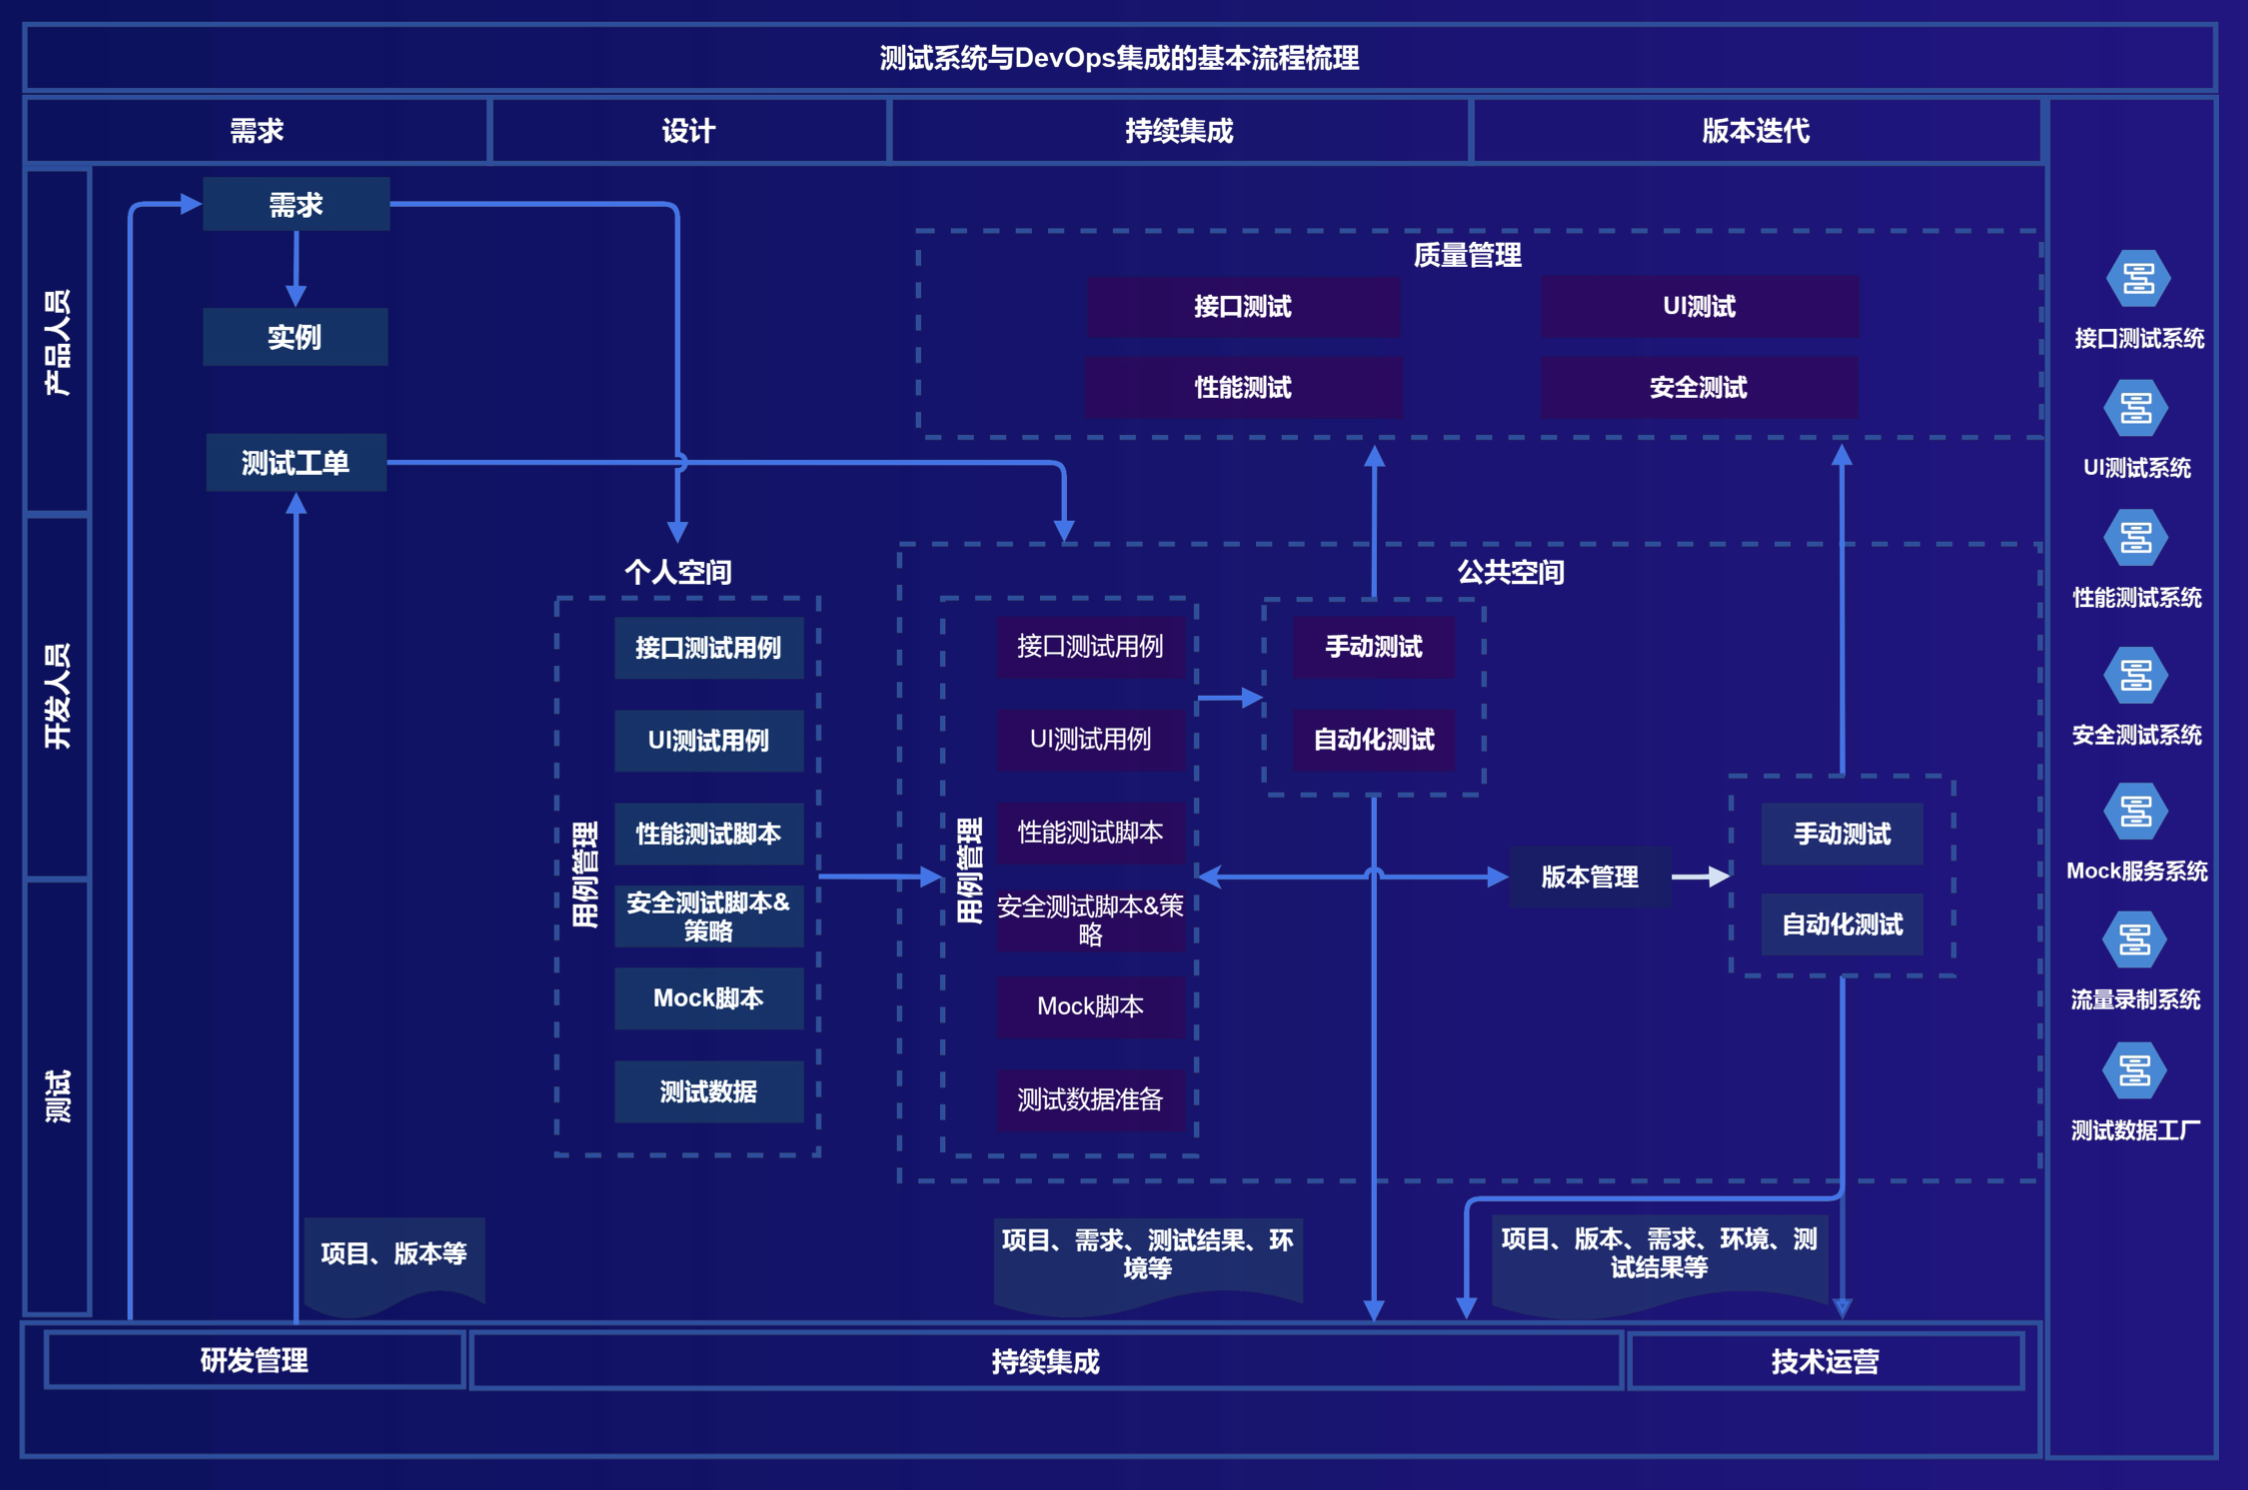 测试系统与DevOps集成的基本流程梳理
需求
设计
持续集成
版本迭代
产品人员
开发人员
测试
需求
实例
测试工单
质量管理
接口测试
UI测试
性能测试
安全测试
个人空间
用例管理
接口测试用例
UI测试用例
性能测试脚本
安全测试脚本&
策略
Mock脚本
测试数据
公共空间
用例管理
接口测试用例
UI测试用例
性能测试脚本
安全测试脚本&策
略
Mock脚本
测试数据准备
手动测试
自动化测试
版本管理
手动测试
自动化测试
项目、版本等
项目、需求、测试结果、环
境等
项目、版本、需求、环境、测
试结果等
研发管理
持续集成
技术运营
接口测试系统
UI测试系统
性能测试系统
安全测试系统
Mock服务系统
流量录制系统
测试数据工厂